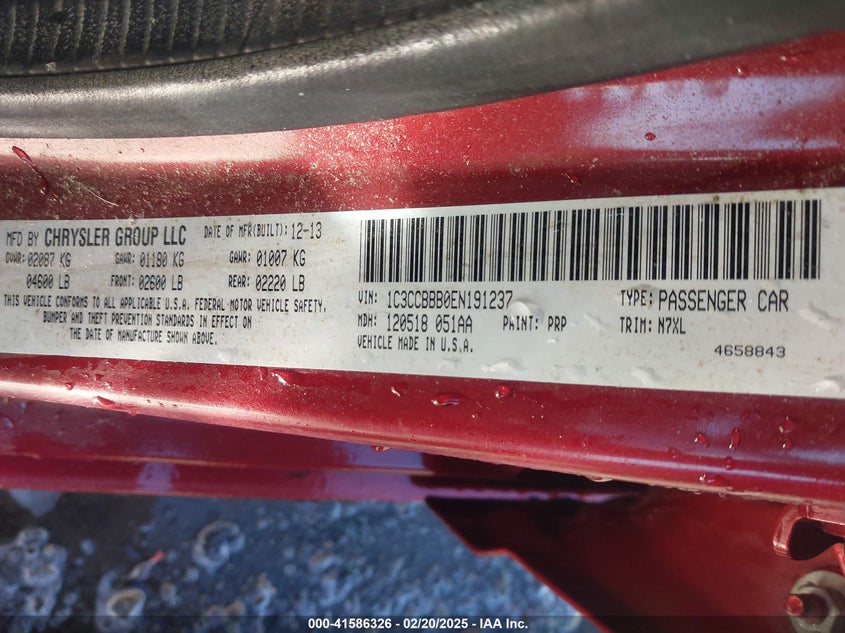 MFD BY CHRYSLER GROUP LLC DATE OF MFR(BUILT): 12-13
GVWR: 02087 KG GAWR: 01180 KG GAWR: 01007 KG
04600 LB FRONT: 02600 LB REAR: 02220 LB
THIS VEHICLE CONFORMS TO ALL APPLICABLE U.S.A. FEDERAL MOTOR VEHICLE SAFETY,
BUMPER AND THEFT PREVENTION STANDARDS IN EFFECT ON
THE DATE OF MANUFACTURE SHOWN ABOVE.
VIN: 1C3CCBBB0EN191237 TYPE: PASSENGER CAR
MDH: 120518 051AA PAINT: PRP TRIM: N7XL
VEHICLE MADE IN U.S.A. 4658843
000-41586326 - 02/20/2025 - IAA Inc.